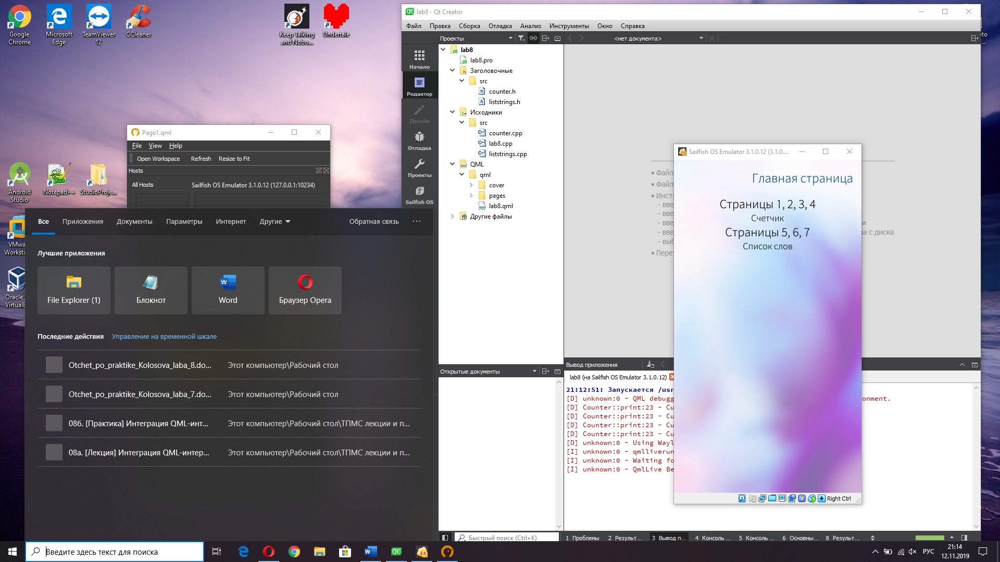 Google
Chrome
Microsoft
Edge
TeamViewer
12
CCleaner
Keep Talking
and Nobo...
Undertale
Android
Studio
Notepad++
StudioProje...
VMwa
Worksta
Oracle
VirtualB
Page1.qml
File View Help
Open Workspace Refresh Resize to Fit
Hosts
All Hosts
Sailfish OS Emulator 3.1.0.12 (127.0.0.1:10234)
Все Приложения Документы Параметры Интернет Другие Обратная связь ...
Лучшие приложения
File Explorer (1)
Блокнот
Word
Браузер Opera
Последние действия Управление на временной шкале
Otchet_po_praktike_Kolosova_laba_8.do... Этот компьютер\Рабочий стол
Otchet_po_praktike_Kolosova_laba_7.do... Этот компьютер\Рабочий стол
08б. [Практика] Интеграция QML-инт... Этот компьютер\Рабочий стол\ТПМС лекции и п...
08а. [Лекция] Интеграция QML-интер... Этот компьютер\Рабочий стол\ТПМС лекции и п...
lab8 - Qt Creator
Файл Правка Сборка Отладка Анализ Инструменты Окно Справка
Проекты
<нет документа>
Начало
Редактор
Дизайн
Отладка
Проекты
Sailfish OS
lab8
lab8.pro
Заголовочные
src
counter.h
liststrings.h
Исходники
src
counter.cpp
lab8.cpp
liststrings.cpp
QML
qml
cover
pages
lab8.qml
Другие файлы
Открытые документы
• Файл
• Файл
• Инст
- вве
- вве
- вве
- вве
- выб
• Пере
и
а с диска
Sailfish OS Emulator 3.1.0.12 (3.1.0....
Главная страница
Страницы 1, 2, 3, 4
Счетчик
Страницы 5, 6, 7
Список слов
Right Ctrl
Вывод приложения
lab8 (на Sailfish OS Emulator 3.1.0.12)
21:12:51: Запускается /usr
[D] unknown:0 - QML debugg
onment.
[D] Counter::print:23 - Cu
[D] Counter::print:23 - Cu
[D] Counter::print:23 - Cu
[D] Counter::print:23 - Cu
[D] unknown:0 - Using Wayl
[I] unknown:0 - qmlliverun
[I] unknown:0 - Waiting fo
[I] unknown:0 - QmlLive Be
Быстрый поиск (Ctrl+K)
1 Проблемы 2 Результ... 3 Вывод п... 4 Консоль ... 5 Консоль ... 6 Основны... 8 Результ...
Введите здесь текст для поиска
РУС
21:14
12.11.2019